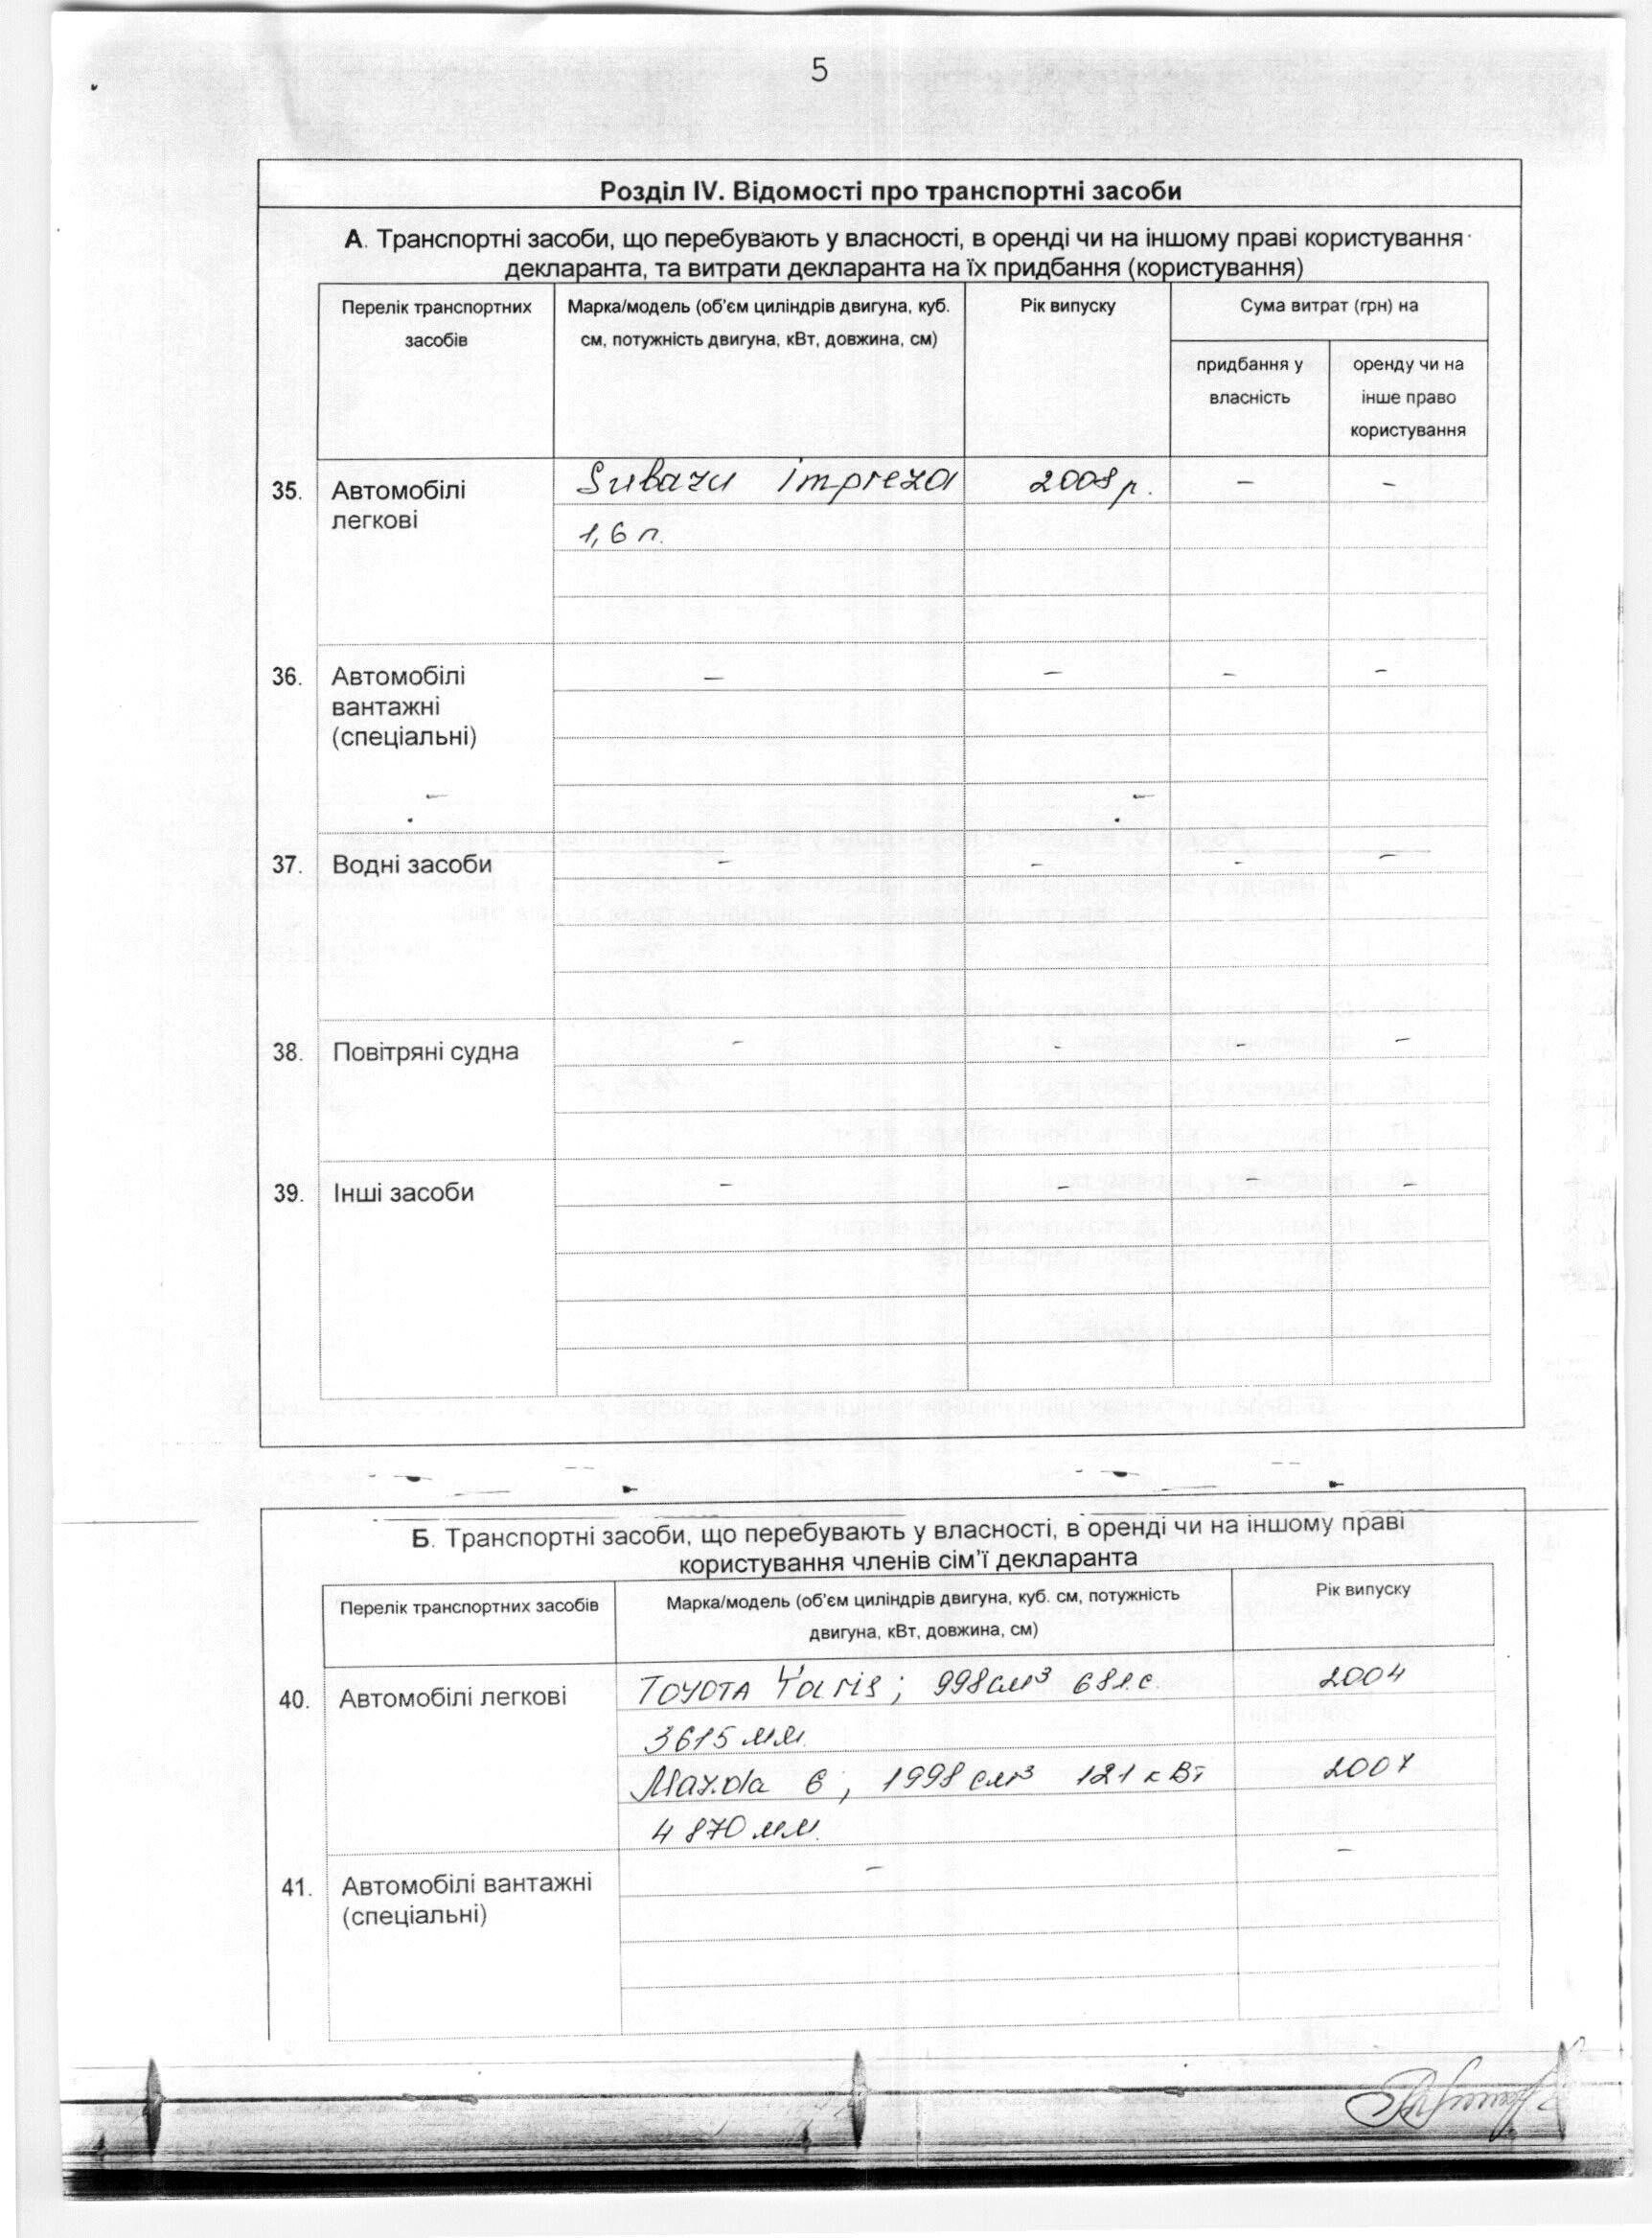 5
Розділ IV. Відомості про транспортні засоби
А. Транспортні засоби, що перебувають у власності, в оренді чи на іншому праві користування
декларанта, та витрати декларанта на їх придбання (користування)
Перелік транспортних
засобів
Марка/модель (об'єм циліндрів двигуна, куб.
см, потужність двигуна, кВт, довжина, см)
Рік випуску
Сума витрат (грн) на
придбання у
власність
оренду чи на
інше право
користування
35. Автомобілі
легкові
Subaru impreza 2008 р. – –
1,6 л.
36. Автомобілі
вантажні
(спеціальні)
– – – –
37. Водні засоби – – – –
38. Повітряні судна – – – –
39. Інші засоби – – – –
Б. Транспортні засоби, що перебувають у власності, в оренді чи на іншому праві
користування членів сім'ї декларанта
Перелік транспортних засобів
Марка/модель (об'єм циліндрів двигуна, куб. см, потужність
двигуна, кВт, довжина, см)
Рік випуску
40. Автомобілі легкові
TOYOTA Yaris; 998 см³ 68 л.с. 2004
3615 мм.
Mazda 6, 1998 см³ 121 кВт 2007
4 870 мм.
41. Автомобілі вантажні
(спеціальні)
– –